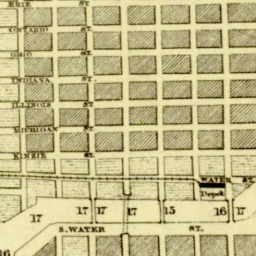 ERIE ST.
ONTARIO ST.
OHIO ST.
INDIANA ST.
ILLINOIS ST.
MICHIGAN ST.
KINZIE ST.
WATER ST.
Depôt
17 17 17 17 15 16 17
S. WATER ST.
16